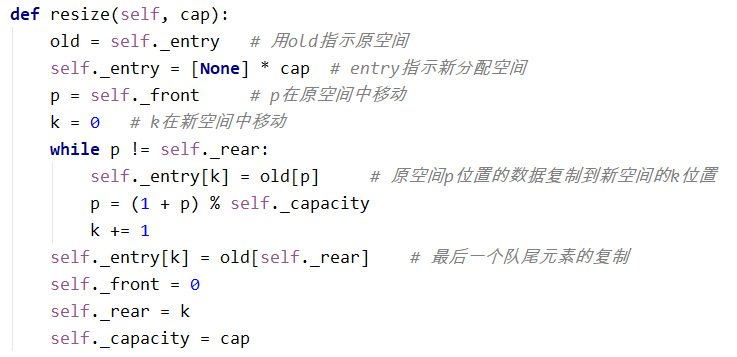 def resize(self, cap):
    old = self._entry   # 用old指示原空间
    self._entry = [None] * cap  # entry指示新分配空间
    p = self._front     # p在原空间中移动
    k = 0   # k在新空间中移动
    while p != self._rear:
        self._entry[k] = old[p]     # 原空间p位置的数据复制到新空间的k位置
        p = (1 + p) % self._capacity
        k += 1
    self._entry[k] = old[self._rear]    # 最后一个队尾元素的复制
    self._front = 0
    self._rear = k
    self._capacity = cap